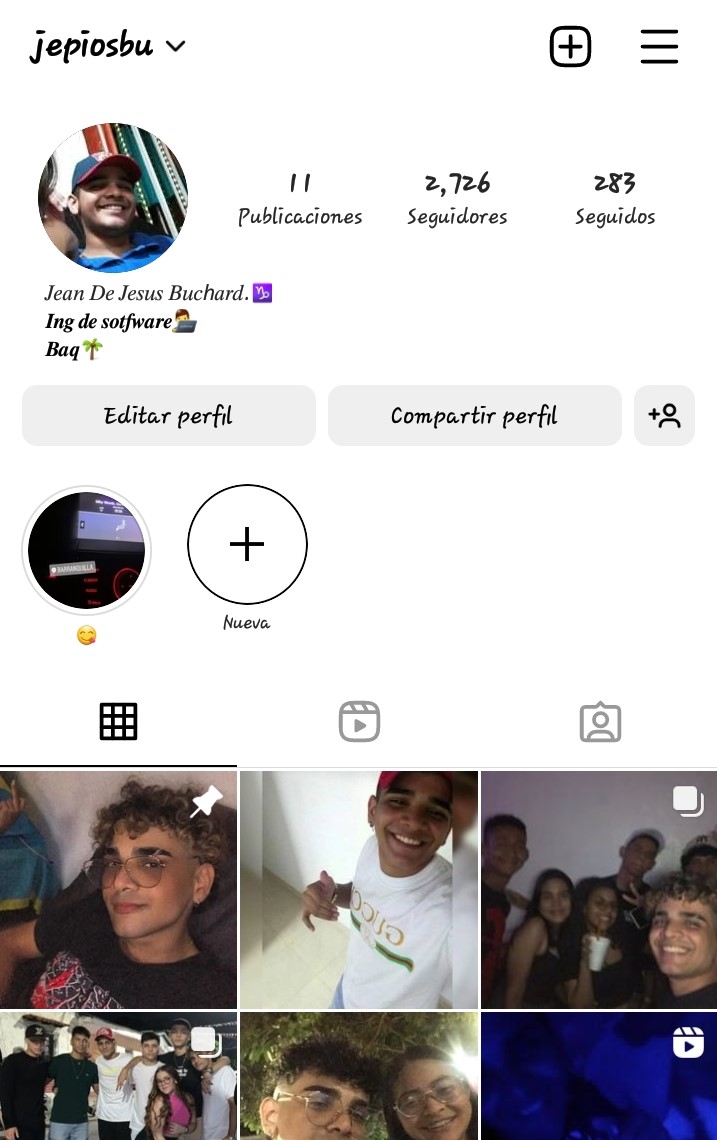 jepiosbu
11 2,726 283
Publicaciones Seguidores Seguidos
Jean De Jesus Buchard.♑
Ing de sotfware👨‍💻
Baq🌴
Editar perfil Compartir perfil
BARRANQUILLA
😋 Nueva
GUCCI